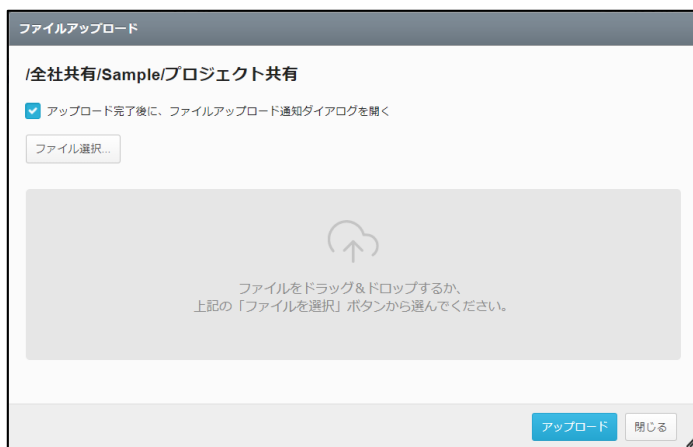 ファイルアップロード
/全社共有/Sample/プロジェクト共有
アップロード完了後に、ファイルアップロード通知ダイアログを開く
ファイル選択...
ファイルをドラッグ＆ドロップするか、
上記の「ファイルを選択」ボタンから選んでください。
アップロード
閉じる